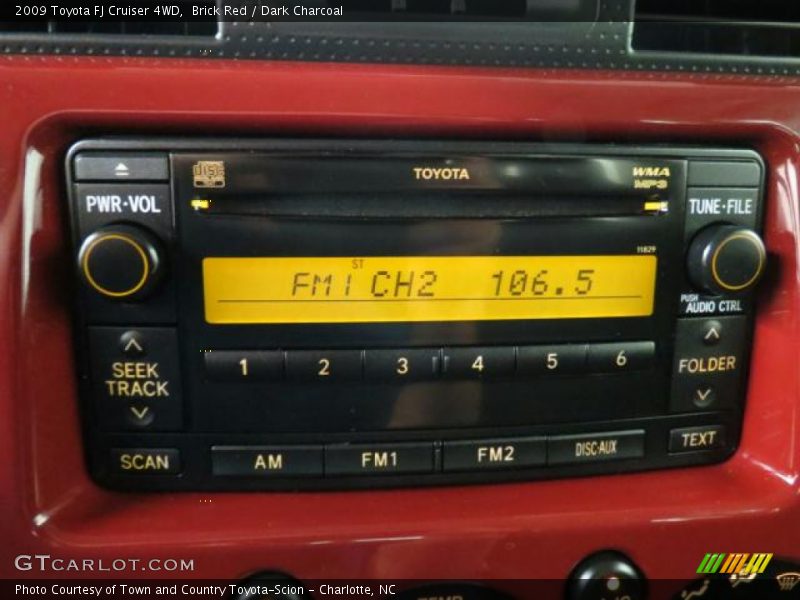 2009 Toyota FJ Cruiser 4WD, Brick Red / Dark Charcoal
disc
TOYOTA
WMA
MP3
PWR·VOL
TUNE·FILE
11829
ST
FM1 CH2 106.5
PUSH
AUDIO CTRL
SEEK
TRACK
1 2 3 4 5 6
FOLDER
SCAN
AM
FM1
FM2
DISC·AUX
TEXT
GTCARLOT.COM
Photo Courtesy of Town and Country Toyota-Scion – Charlotte, NC